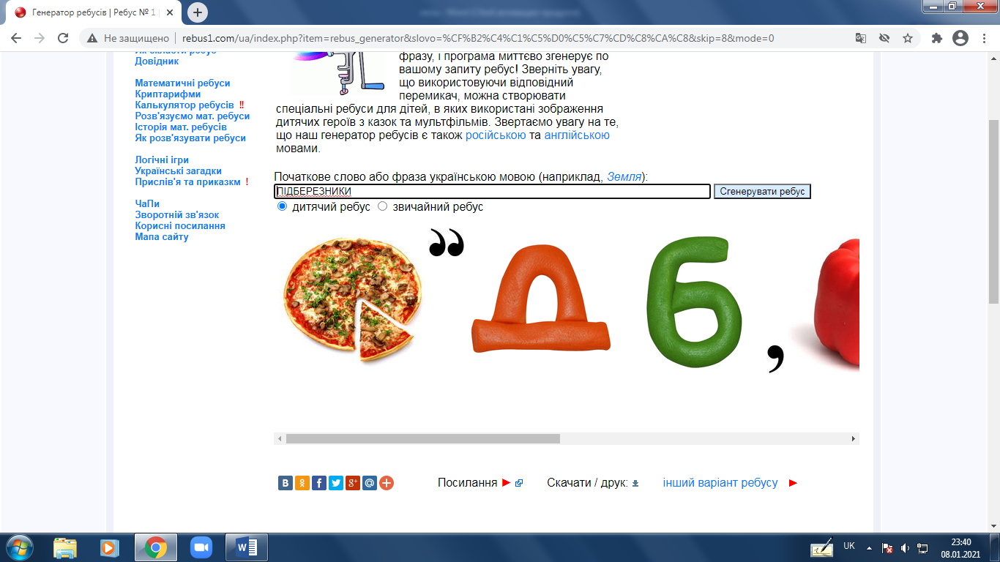 Генератор ребусів | Ребус № 1
Не защищено
rebus1.com/ua/index.php?item=rebus_generator&slovo=%CF%B2%C4%C1%C5%D0%C5%C7%CD%C8%CA%C8&skip=8&mode=0
Довідник
Математичні ребуси
Криптарифми
Калькулятор ребусів !!
Розв'язуємо мат. ребуси
Історія мат. ребусів
Як розв'язувати ребуси
Логічні ігри
Українські загадки
Прислів'я та приказкм !
ЧаПи
Зворотній зв'язок
Корисні посилання
Мапа сайту
фразу, і програма миттєво згенерує по
вашому запиту ребус! Зверніть увагу,
що використовуючи відповідний
перемикач, можна створювати
спеціальні ребуси для дітей, в яких використані зображення
дитячих героїв з казок та мультфільмів. Звертаємо увагу на те,
що наш генератор ребусів є також російською та англійською
мовами.
Початкове слово або фраза українською мовою (наприклад, Земля):
ПІДБЕРЕЗНИКИ Сгенерувати ребус
дитячий ребус звичайний ребус
,, Д Б ,
Посилання Скачати / друк: інший варіант ребусу
UK
23:40
08.01.2021